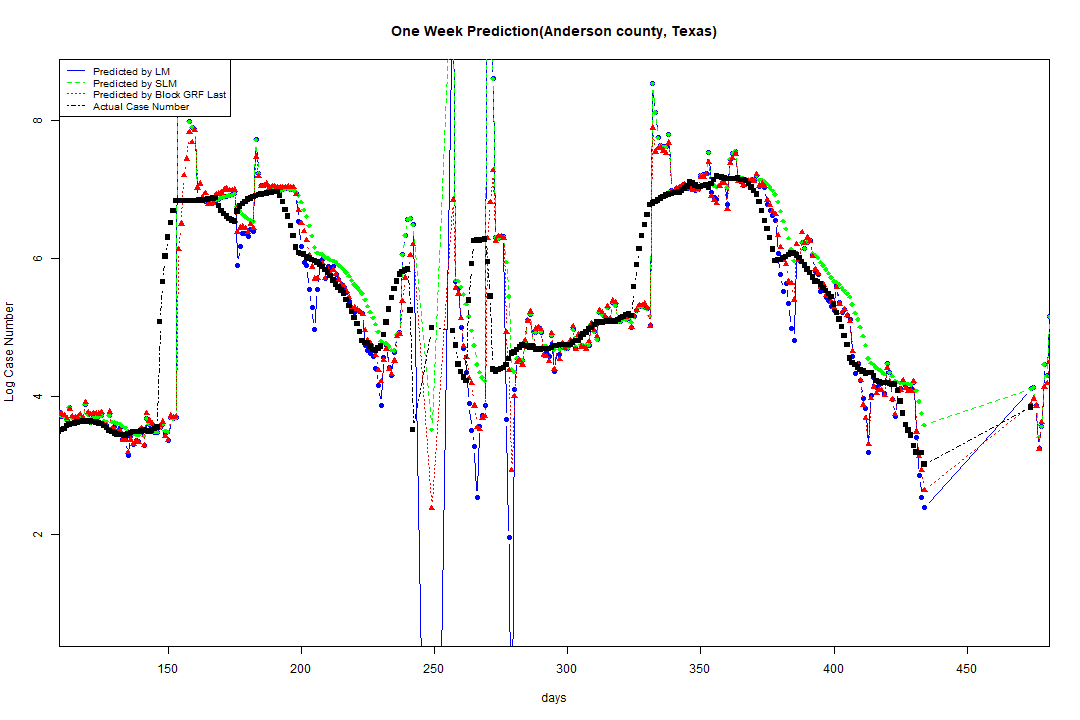 One Week Prediction(Anderson county, Texas)
Predicted by LM
Predicted by SLM
Predicted by Block GRF Last
Actual Case Number
Log Case Number
8
6
4
2
150 200 250 300 350 400 450
days